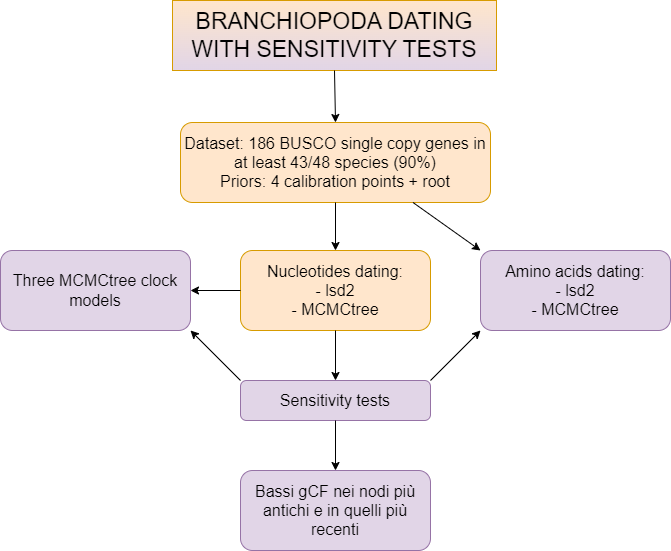 BRANCHIOPODA DATING
WITH SENSITIVITY TESTS
Dataset: 186 BUSCO single copy genes in
at least 43/48 species (90%)
Priors: 4 calibration points + root
Three MCMCtree clock
models
Nucleotides dating:
- lsd2
- MCMCtree
Amino acids dating:
- lsd2
- MCMCtree
Sensitivity tests
Bassi gCF nei nodi più
antichi e in quelli più
recenti